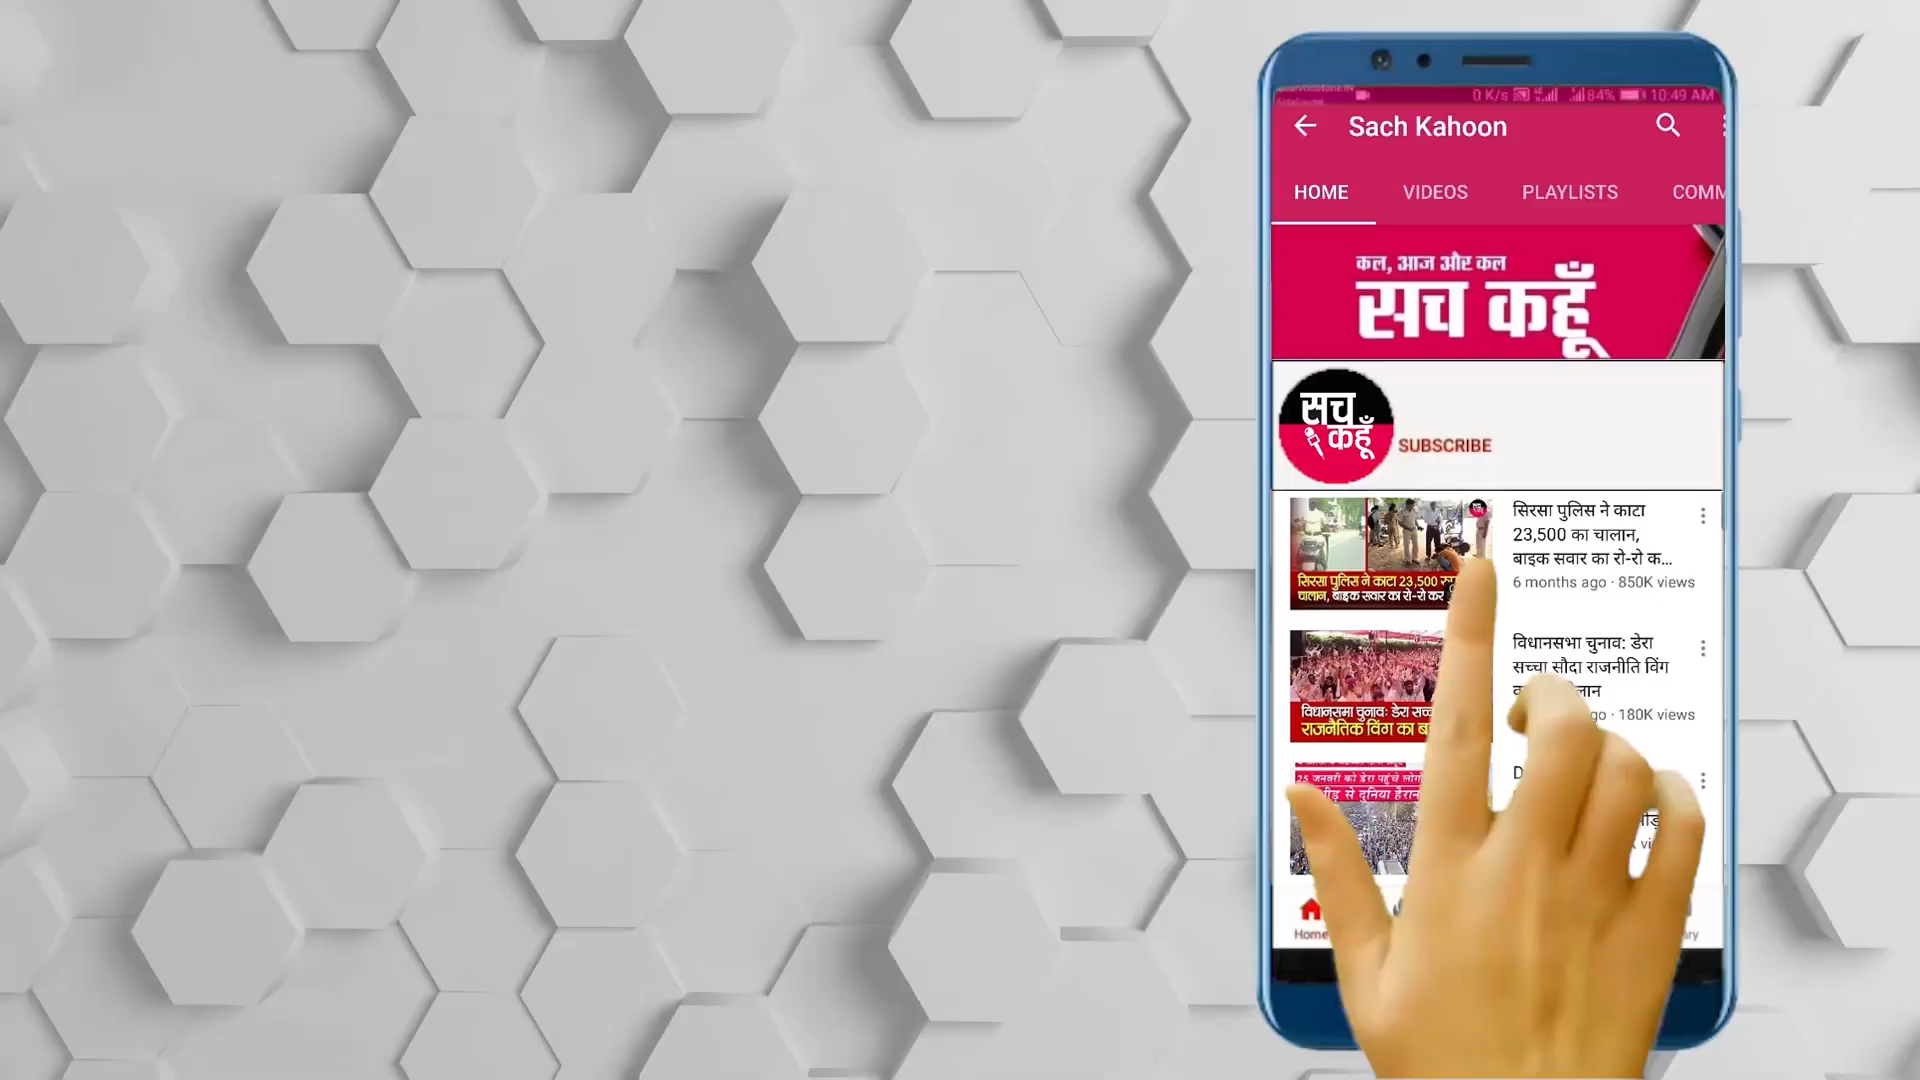 0 K/s 84% 10:49 AM
Sach Kahoon
HOME VIDEOS PLAYLISTS COMM
कल, आज और कल
सच कहूँ
सच
कहूँ
SUBSCRIBE
सिरसा पुलिस ने काटा 23,500
चालान, बाइक सवार का रो-रो कर
सिरसा पुलिस ने काटा
23,500 का चालान,
बाइक सवार का रो-रो क...
6 months ago · 850K views
विधानसभा चुनावः डेरा
राजनैतिक विंग का
विधानसभा चुनाव: डेरा
सच्चा सौदा राजनीति विंग
180K views
25 जनवरी को डेरा पहुंचे
से दुनिया
Home